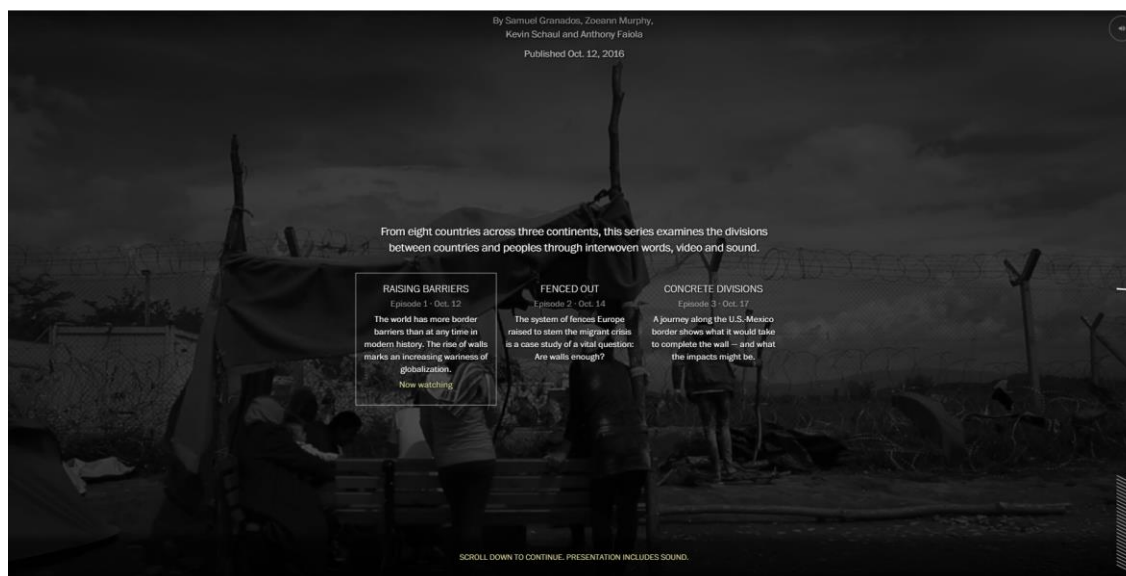 By Samuel Granados, Zoeann Murphy,
Kevin Schaul and Anthony Faiola
Published Oct. 12, 2016
From eight countries across three continents, this series examines the divisions
between countries and peoples through interwoven words, video and sound.
RAISING BARRIERS
Episode 1 · Oct. 12
The world has more border
barriers than at any time in
modern history. The rise of walls
marks an increasing wariness of
globalization.
Now watching
FENCED OUT
Episode 2 · Oct. 14
The system of fences Europe
raised to stem the migrant crisis
is a case study of a vital question:
Are walls enough?
CONCRETE DIVISIONS
Episode 3 · Oct. 17
A journey along the U.S.-Mexico
border shows what it would take
to complete the wall — and what
the impacts might be.
SCROLL DOWN TO CONTINUE. PRESENTATION INCLUDES SOUND.